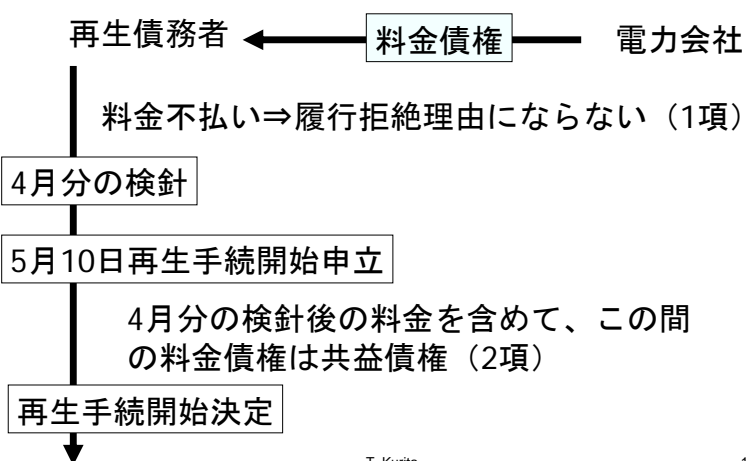 再生債務者
料金債権
電力会社
料金不払い⇒履行拒絶理由にならない（1項）
4月分の検針
5月10日再生手続開始申立
4月分の検針後の料金を含めて、この間
の料金債権は共益債権（2項）
再生手続開始決定